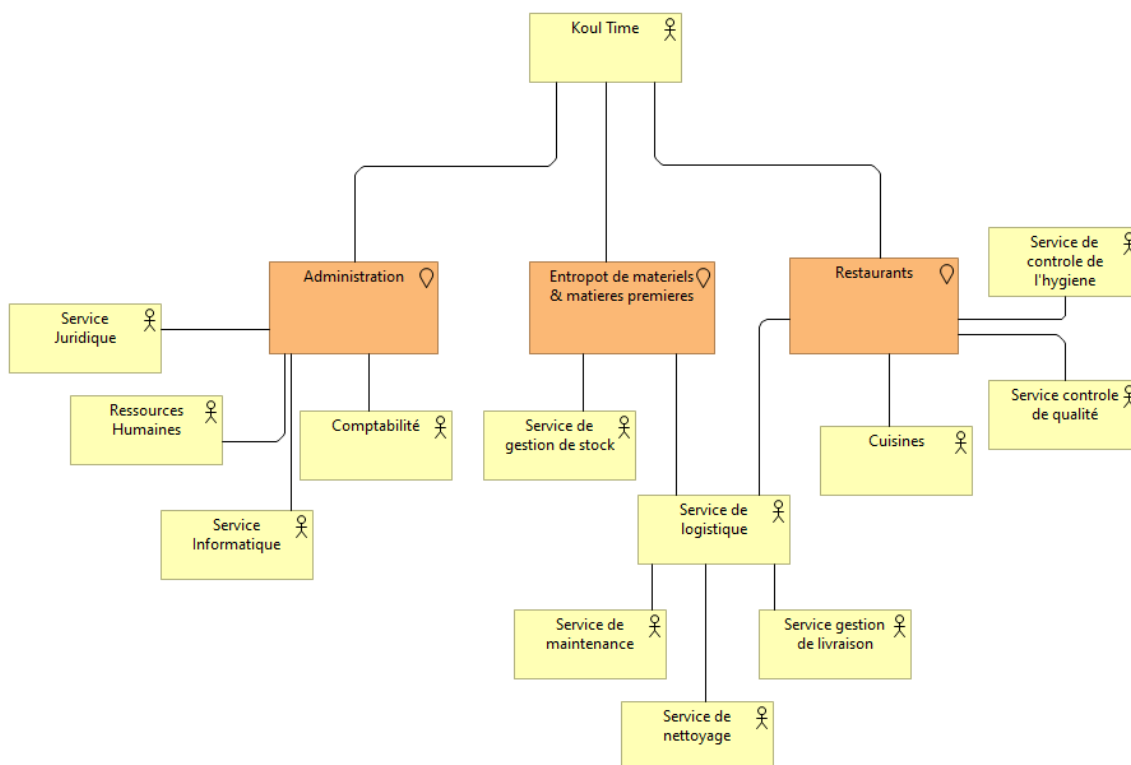 Koul Time
Administration
Entropot de materiels
& matieres premieres
Restaurants
Service de
controle de
l'hygiene
Service
Juridique
Ressources
Humaines
Comptabilité
Service de
gestion de stock
Cuisines
Service controle
de qualité
Service
Informatique
Service de
logistique
Service de
maintenance
Service gestion
de livraison
Service de
nettoyage